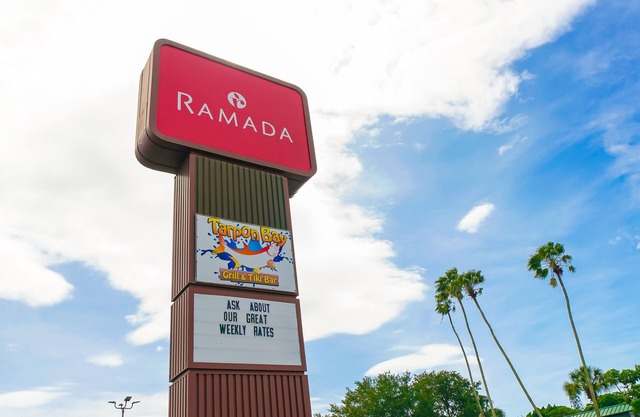 RAMADA
Tarpon Bay
Grill & Tiki Bar
ASK ABOUT
OUR GREAT
WEEKLY RATES